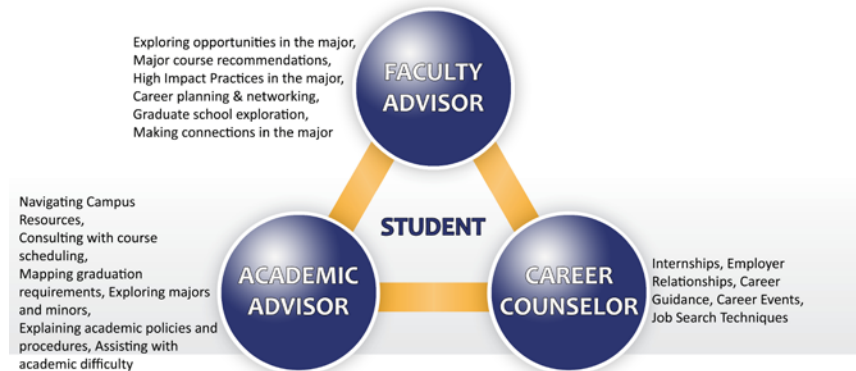 Exploring opportunities in the major,
Major course recommendations,
High Impact Practices in the major,
Career planning & networking,
Graduate school exploration,
Making connections in the major
FACULTY
ADVISOR
STUDENT
Navigating Campus
Resources,
Consulting with course
scheduling,
Mapping graduation
requirements, Exploring majors
and minors,
Explaining academic policies and
procedures, Assisting with
academic difficulty
ACADEMIC
ADVISOR
CAREER
COUNSELOR
Internships, Employer
Relationships, Career
Guidance, Career Events,
Job Search Techniques